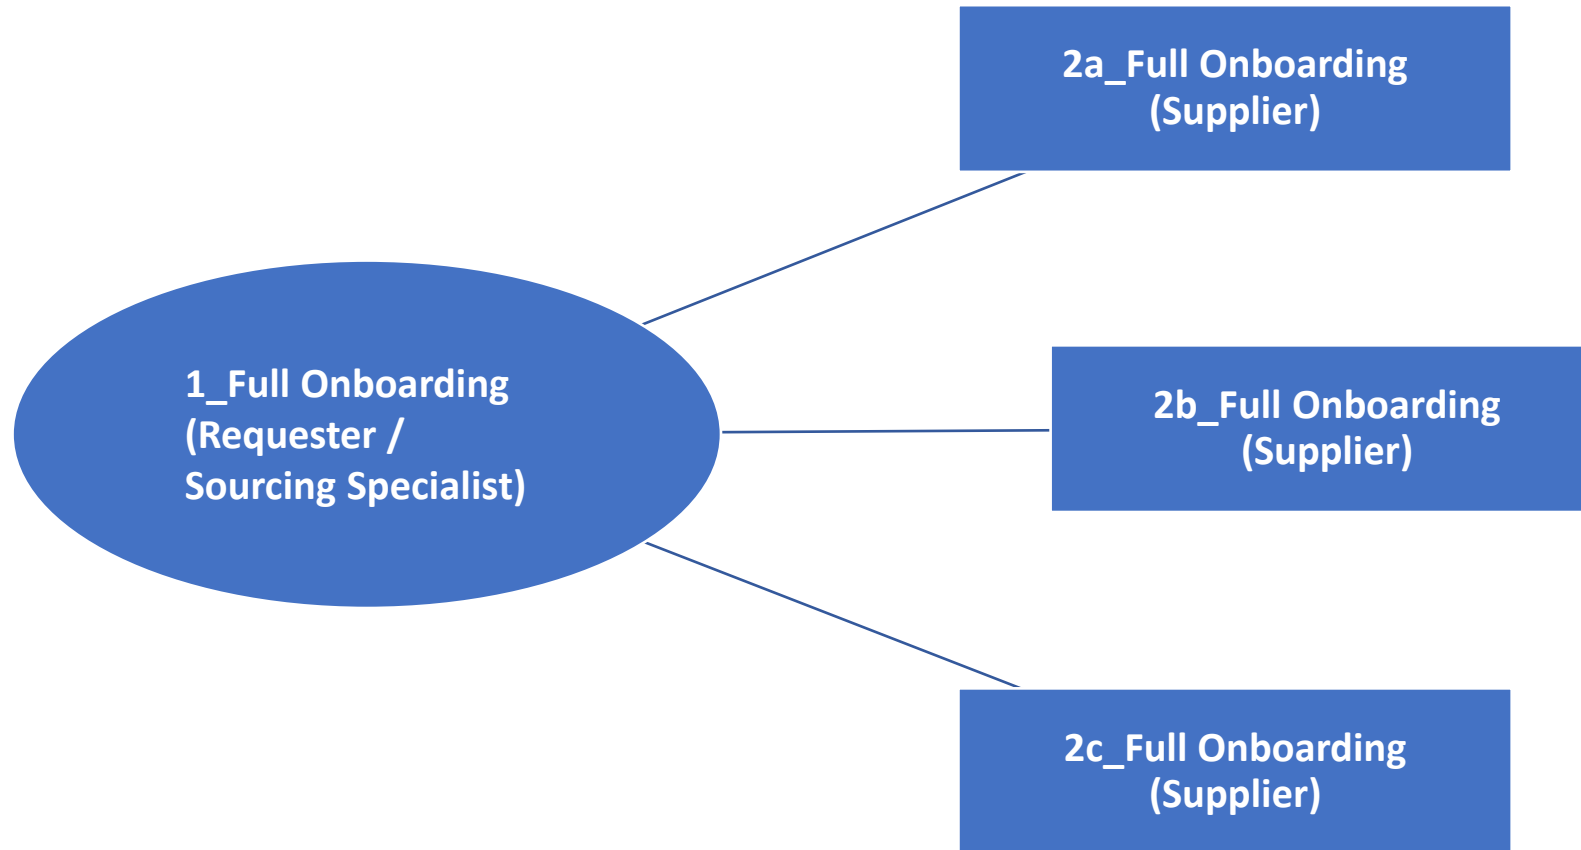 2a_Full Onboarding
(Supplier)
1_Full Onboarding
(Requester /
Sourcing Specialist)
2b_Full Onboarding
(Supplier)
2c_Full Onboarding
(Supplier)